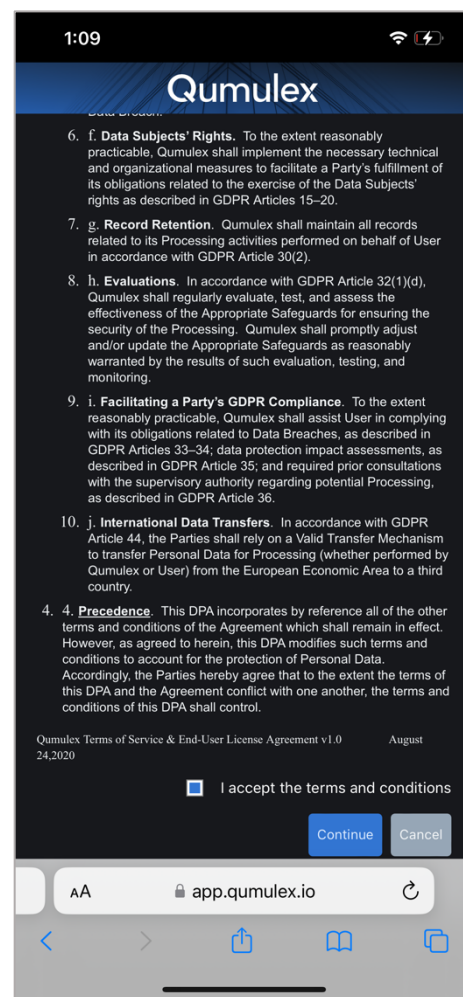 1:09
Qumulex
Data Breach.
6. f. Data Subjects' Rights. To the extent reasonably
practicable, Qumulex shall implement the necessary technical
and organizational measures to facilitate a Party's fulfillment of
its obligations related to the exercise of the Data Subjects'
rights as described in GDPR Articles 15–20.
7. g. Record Retention. Qumulex shall maintain all records
related to its Processing activities performed on behalf of User
in accordance with GDPR Article 30(2).
8. h. Evaluations. In accordance with GDPR Article 32(1)(d),
Qumulex shall regularly evaluate, test, and assess the
effectiveness of the Appropriate Safeguards for ensuring the
security of the Processing. Qumulex shall promptly adjust
and/or update the Appropriate Safeguards as reasonably
warranted by the results of such evaluation, testing, and
monitoring.
9. i. Facilitating a Party's GDPR Compliance. To the extent
reasonably practicable, Qumulex shall assist User in complying
with its obligations related to Data Breaches, as described in
GDPR Articles 33–34; data protection impact assessments, as
described in GDPR Article 35; and required prior consultations
with the supervisory authority regarding potential Processing,
as described in GDPR Article 36.
10. j. International Data Transfers. In accordance with GDPR
Article 44, the Parties shall rely on a Valid Transfer Mechanism
to transfer Personal Data for Processing (whether performed by
Qumulex or User) from the European Economic Area to a third
country.
4. 4. Precedence. This DPA incorporates by reference all of the other
terms and conditions of the Agreement which shall remain in effect.
However, as agreed to herein, this DPA modifies such terms and
conditions to account for the protection of Personal Data.
Accordingly, the Parties hereby agree that to the extent the terms of
this DPA and the Agreement conflict with one another, the terms and
conditions of this DPA shall control.
Qumulex Terms of Service & End-User License Agreement v1.0 August
24,2020
I accept the terms and conditions
Continue Cancel
AA app.qumulex.io